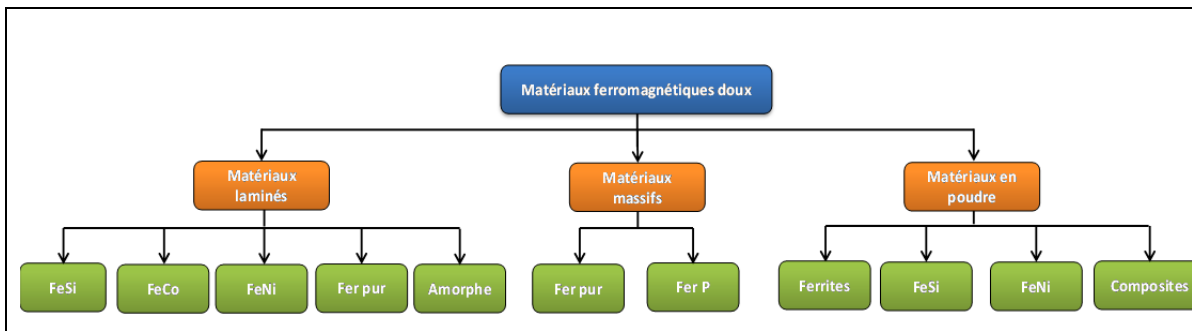 Matériaux ferromagnétiques doux
Matériaux
laminés
Matériaux
massifs
Matériaux en
poudre
FeSi
FeCo
FeNi
Fer pur
Amorphe
Fer pur
Fer P
Ferrites
FeSi
FeNi
Composites